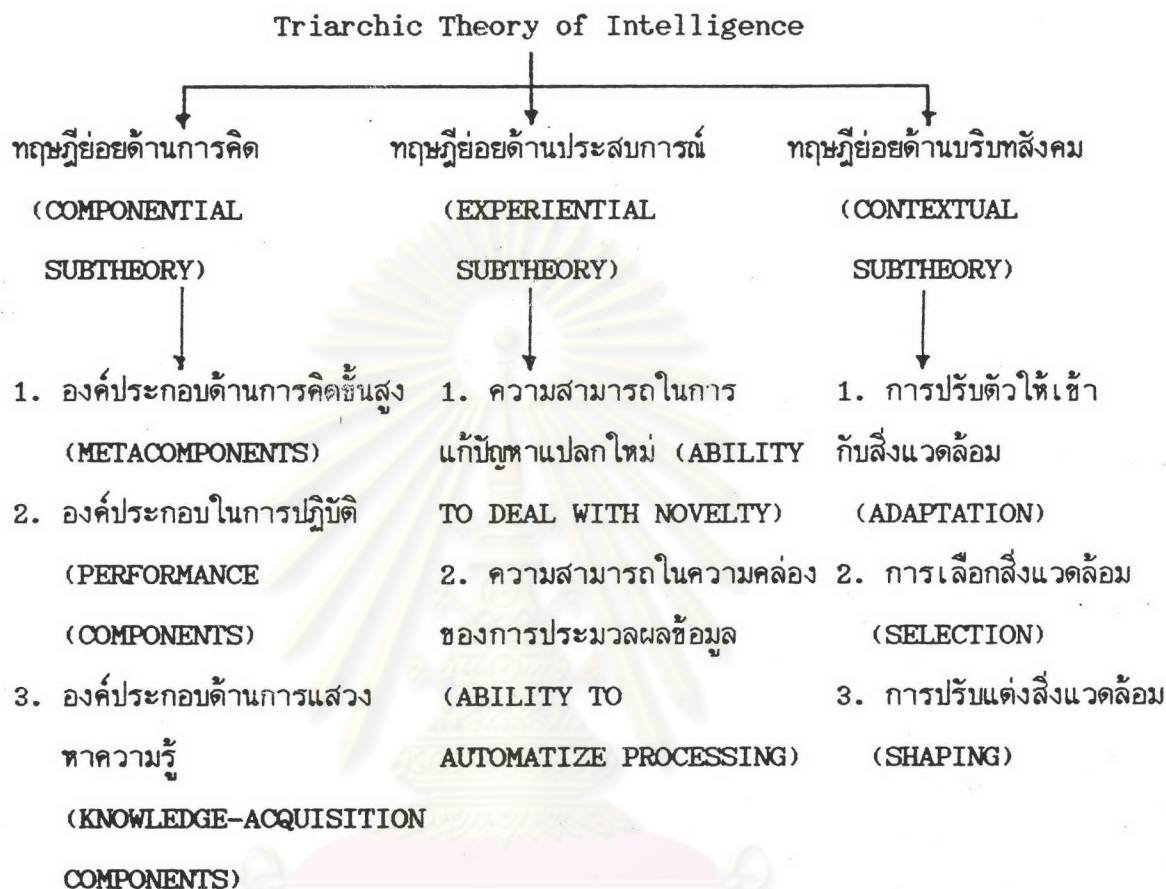 Triarchic Theory of Intelligence
ทฤษฎีย่อยด้านการคิด
(COMPONENTIAL
SUBTHEORY)
1. องค์ประกอบด้านการคิดขั้นสูง
(METACOMPONENTS)
2. องค์ประกอบในการปฏิบัติ
(PERFORMANCE
(COMPONENTS)
3. องค์ประกอบด้านการแสวง
หาความรู้
(KNOWLEDGE-ACQUISITION
COMPONENTS)
ทฤษฎีย่อยด้านประสบการณ์
(EXPERIENTIAL
SUBTHEORY)
1. ความสามารถในการ
แก้ปัญหาแปลกใหม่ (ABILITY
TO DEAL WITH NOVELTY)
2. ความสามารถในความคล่อง
ของการประมวลผลข้อมูล
(ABILITY TO
AUTOMATIZE PROCESSING)
ทฤษฎีย่อยด้านบริบทสังคม
(CONTEXTUAL
SUBTHEORY)
1. การปรับตัวให้เข้า
กับสิ่งแวดล้อม
(ADAPTATION)
2. การเลือกสิ่งแวดล้อม
(SELECTION)
3. การปรับแต่งสิ่งแวดล้อม
(SHAPING)